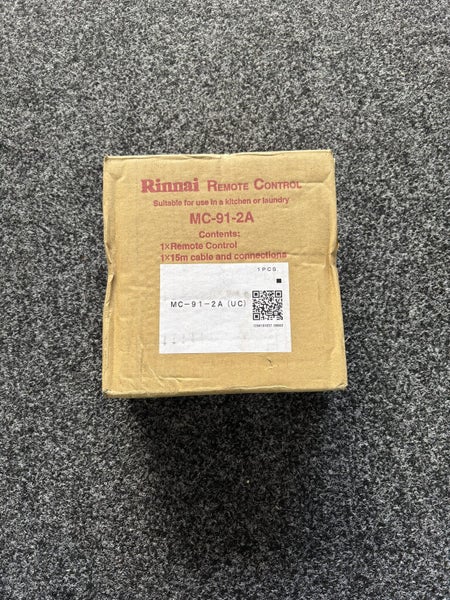 Rinnai REMOTE CONTROL
Suitable for use in a kitchen or laundry
MC-91-2A
Contents:
1×Remote Control
1×15m cable and connections
1PCS
MC-91-2A (UC)